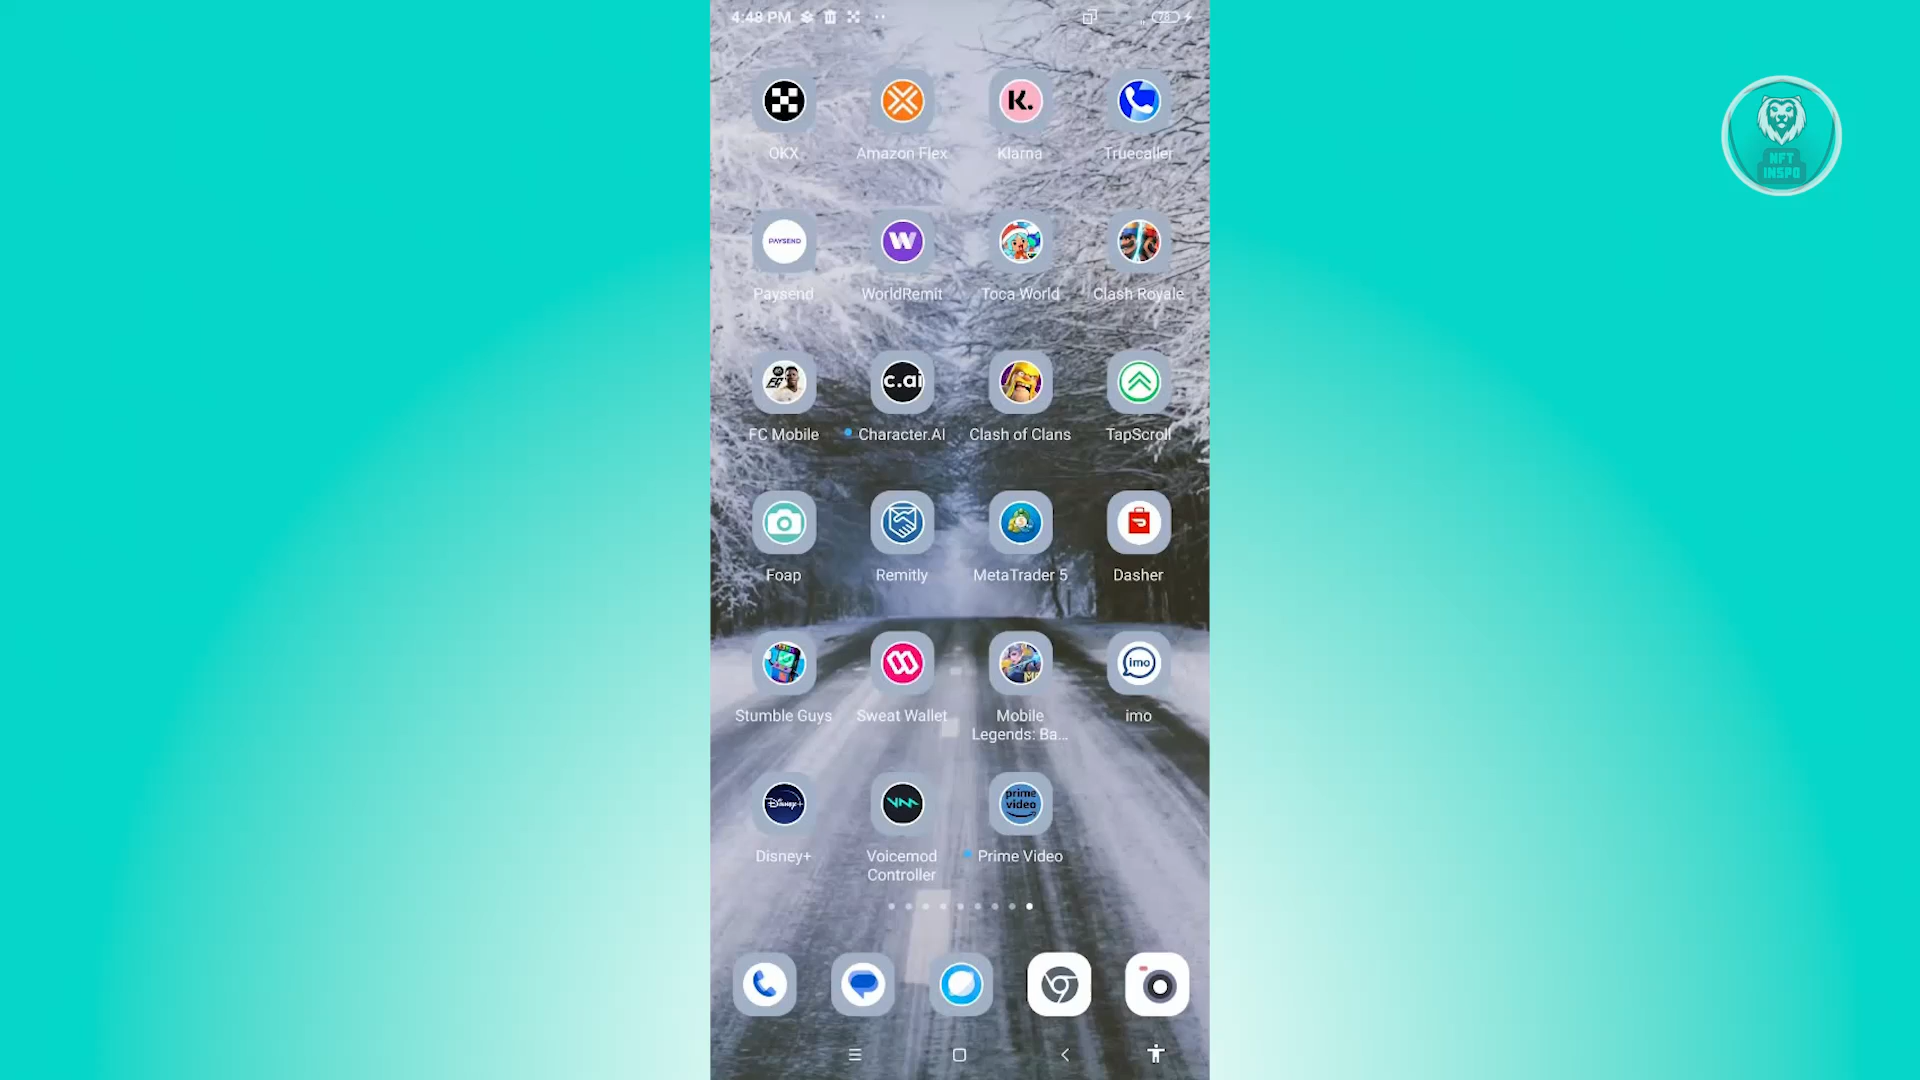 4:48 PM
78
OKX
Amazon Flex
K.
Klarna
Truecaller
PAYSEND
Paysend
W
WorldRemit
Toca World
Clash Royale
FC
FC Mobile
c.ai
Character.AI
Clash of Clans
TapScroll
Foap
Remitly
MetaTrader 5
Dasher
Stumble Guys
Sweat Wallet
Mobile
Legends: Ba...
imo
imo
Disney+
Disney+
Voicemod
Controller
prime
video
Prime Video
NFT
INSPO